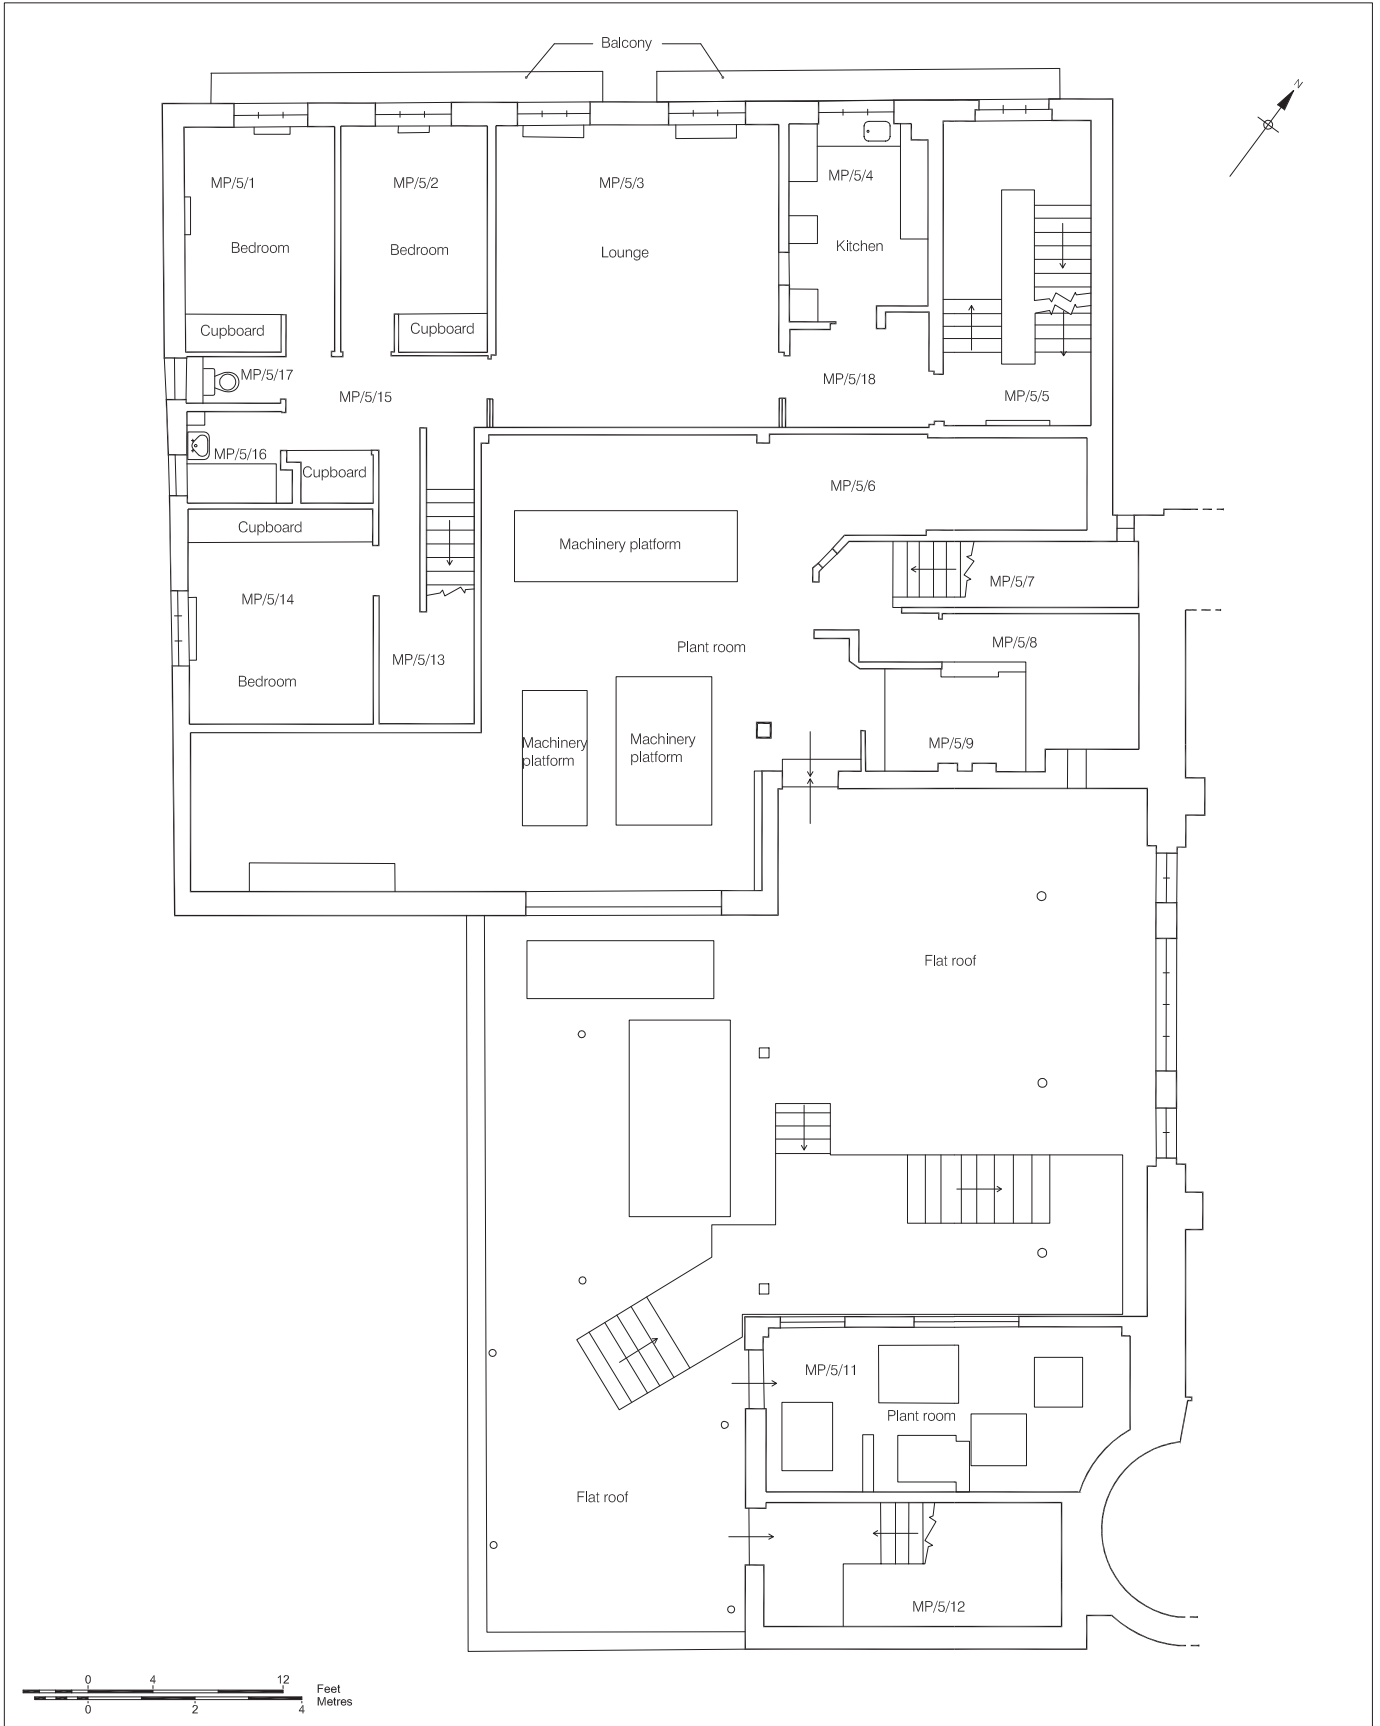 Balcony
N
MP/5/1
MP/5/2
MP/5/3
MP/5/4
Bedroom
Bedroom
Lounge
Kitchen
Cupboard
Cupboard
MP/5/17
MP/5/15
MP/5/18
MP/5/5
MP/5/16
Cupboard
MP/5/6
Cupboard
Machinery platform
MP/5/7
MP/5/14
MP/5/8
Plant room
MP/5/13
Bedroom
Machinery
platform
Machinery
platform
MP/5/9
Flat roof
MP/5/11
Plant room
Flat roof
MP/5/12
0 4 12
Feet
Metres
0 2 4